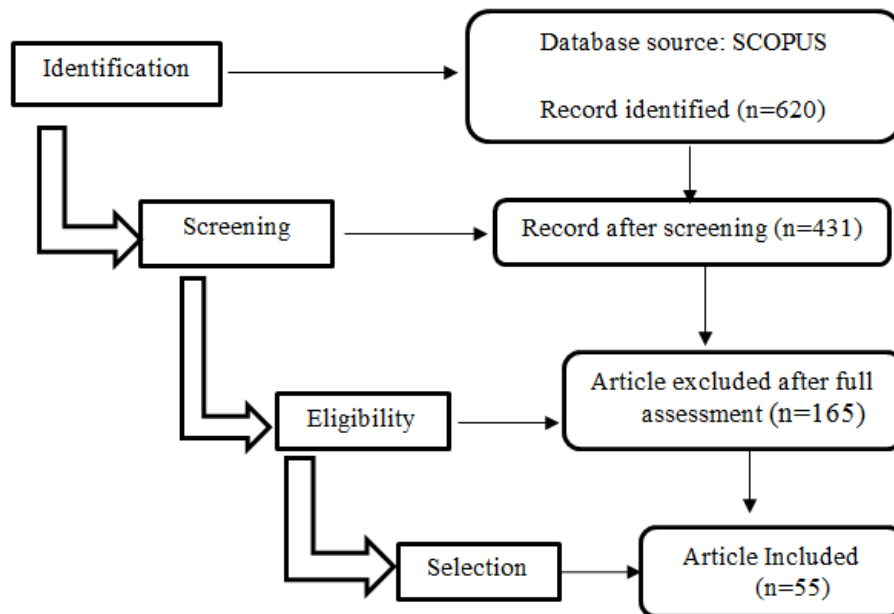 Identification
Database source: SCOPUS
Record identified (n=620)
Screening
Record after screening (n=431)
Eligibility
Article excluded after full
assessment (n=165)
Selection
Article Included
(n=55)